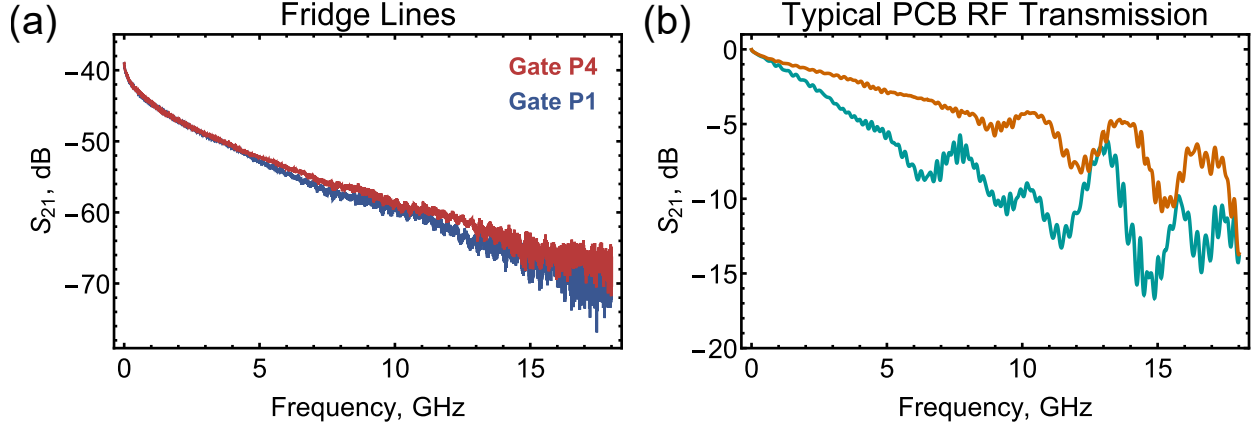 (a)
Fridge Lines
−40
−50
−60
−70
S21, dB
Gate P4
Gate P1
0 5 10 15
Frequency, GHz
(b)
Typical PCB RF Transmission
0
−5
−10
−15
−20
S21, dB
0 5 10 15
Frequency, GHz